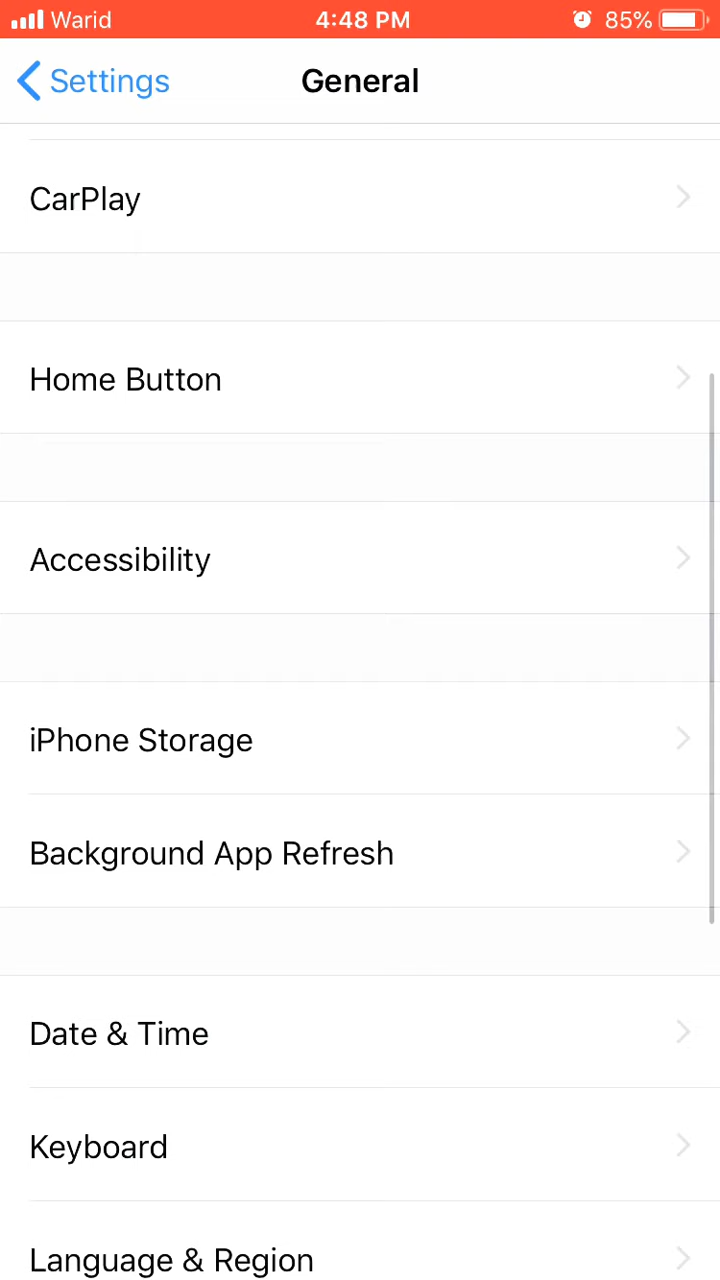 Warid 4:48 PM 85%
Settings General
CarPlay
Home Button
Accessibility
iPhone Storage
Background App Refresh
Date & Time
Keyboard
Language & Region